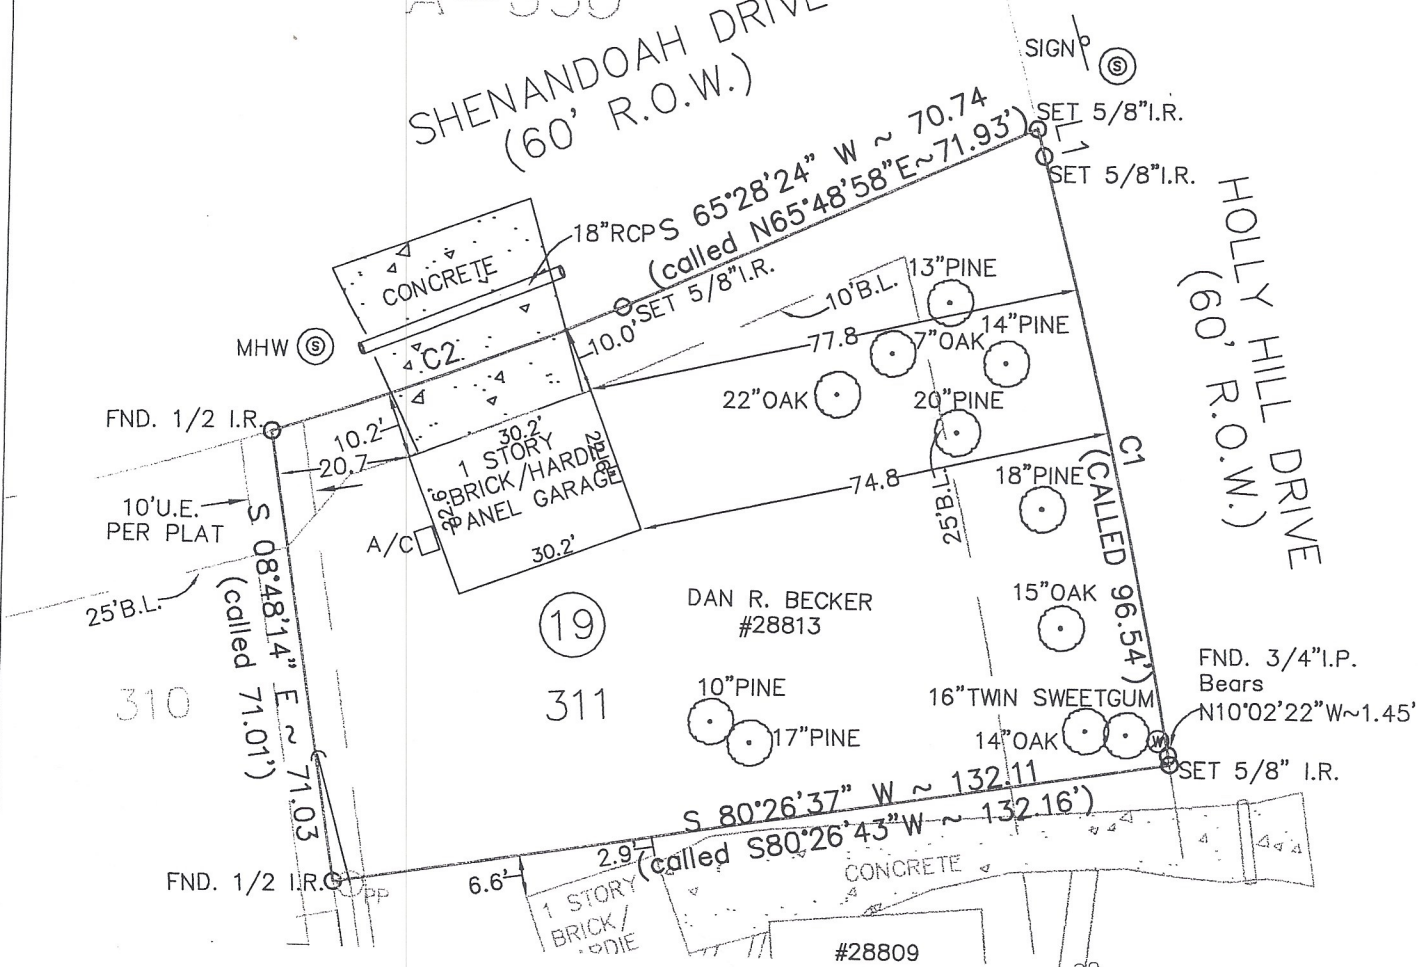 SHENANDOAH DRIVE
(60' R.O.W.)
SIGN
S
SET 5/8"I.R.
L1
SET 5/8"I.R.
S 65°28'24" W ~ 70.74
(called N65°48'58"E~71.93')
SET 5/8"I.R.
18"RCP
CONCRETE
MHW
S
C2
FND. 1/2 I.R.
10.0'
10.2'
20.7
30.2'
1 STORY
BRICK/HARDIE
PANEL GARAGE
22.6'
30.2'
A/C
10'U.E.
PER PLAT
25'B.L.
S 08°48'14" E ~ 71.03
(called 71.01')
310
311
19
DAN R. BECKER
#28813
10'B.L.
77.8
74.8
25'B.L.
13"PINE
14"PINE
7"OAK
22"OAK
20"PINE
18"PINE
15"OAK
16"TWIN SWEETGUM
14"OAK
10"PINE
17"PINE
W
HOLLY HILL DRIVE
(60' R.O.W.)
C1
(CALLED 96.54')
FND. 3/4"I.P.
Bears
N10°02'22"W~1.45'
SET 5/8" I.R.
S 80°26'37" W ~ 132.11
(called S80°26'43"W ~ 132.16')
FND. 1/2 I.R.
PP
6.6'
2.9'
1 STORY
BRICK/
CONCRETE
#28809